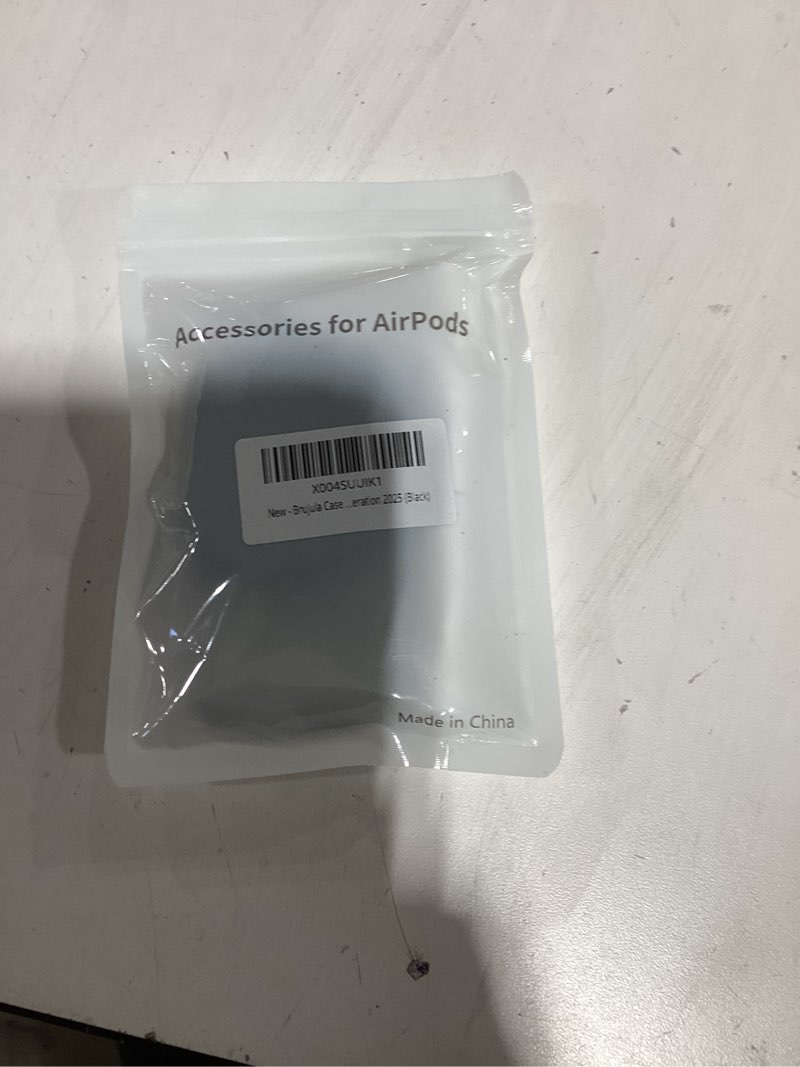 Accessories for AirPods
X004SUUIK1
New - Brujula Case ...eration 2025 (Black)
Made in China